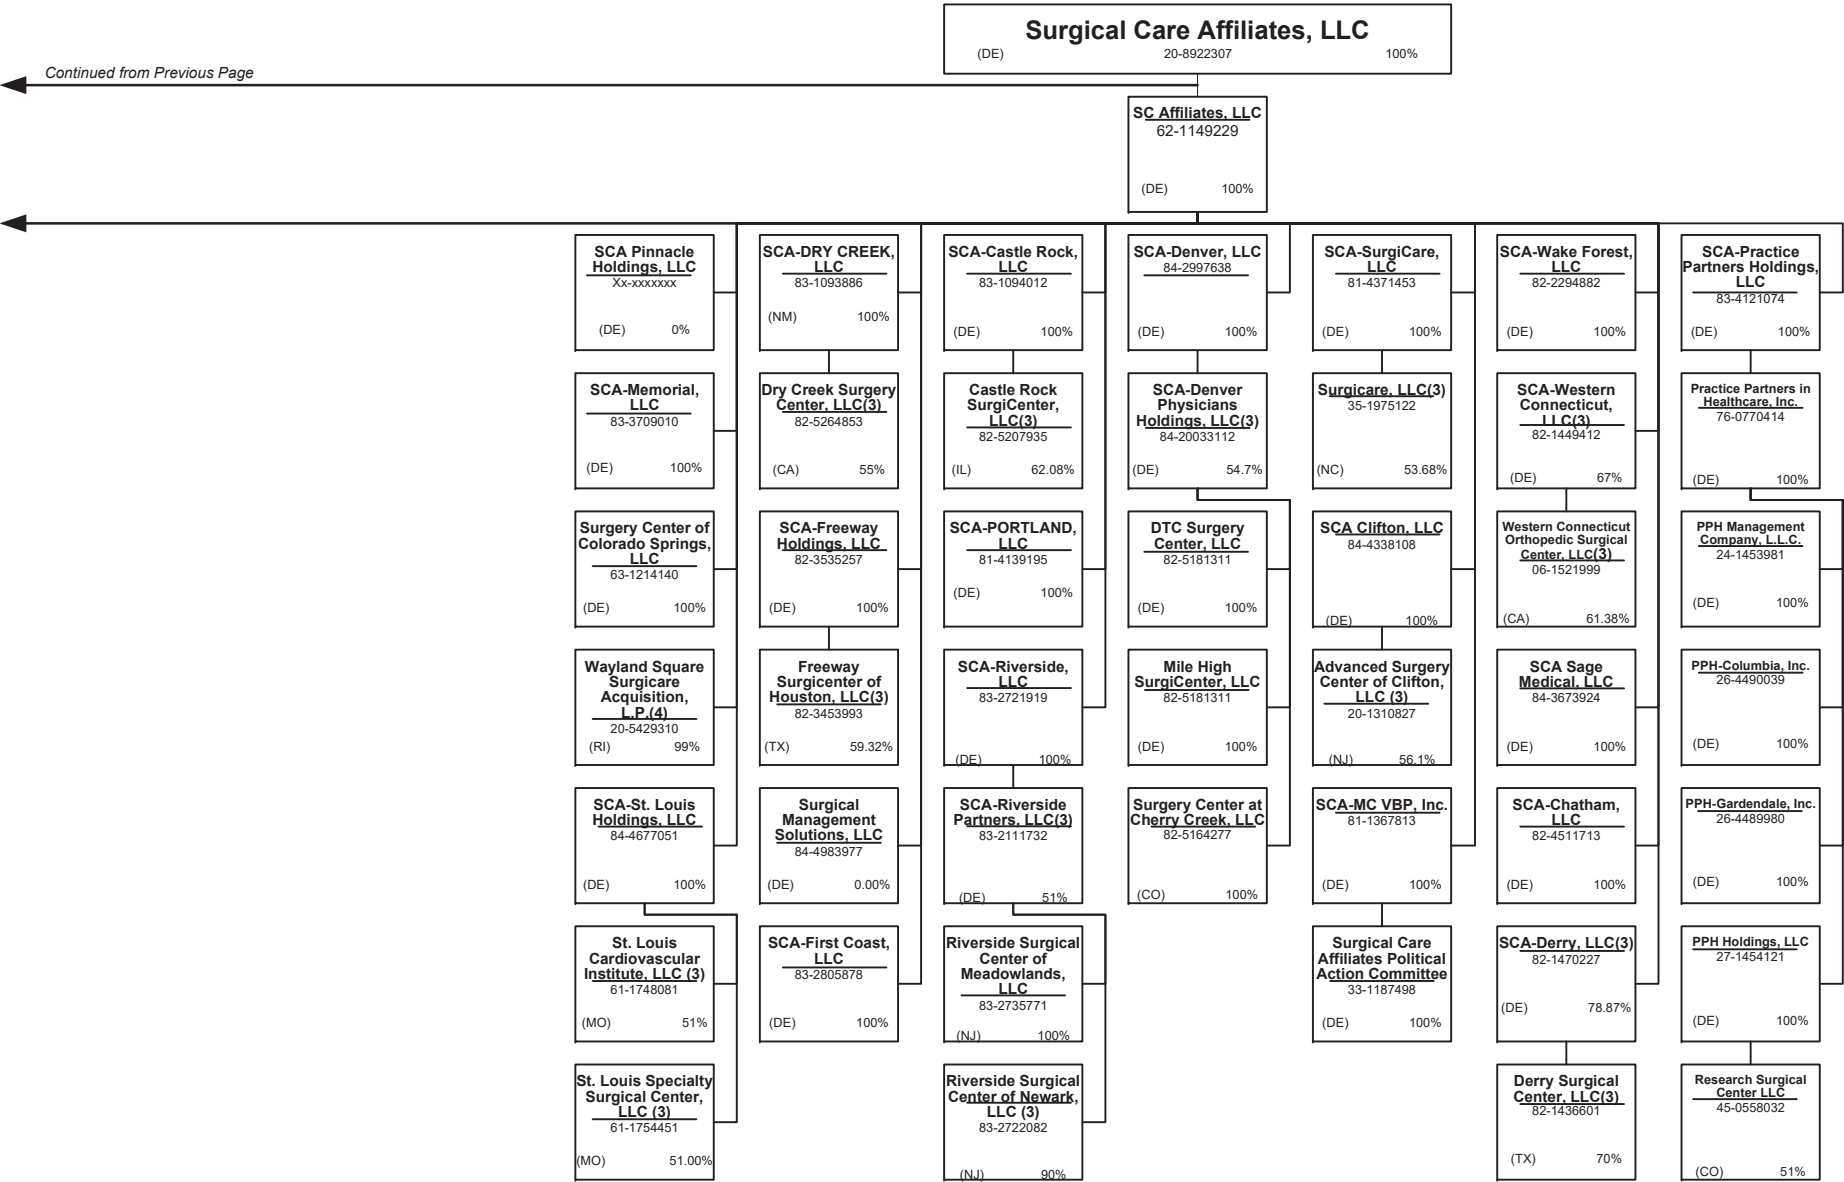 Surgical Care Affiliates, LLC
(DE) 20-8922307 100%
Continued from Previous Page
SC Affiliates, LLC
62-1149229
(DE) 100%
SCA Pinnacle
Holdings, LLC
Xx-xxxxxxx
(DE) 0%
SCA-Memorial,
LLC
83-3709010
(DE) 100%
Surgery Center of
Colorado Springs,
LLC
63-1214140
(DE) 100%
Wayland Square
Surgicare
Acquisition,
L.P.(4)
20-5429310
(RI) 99%
SCA-St. Louis
Holdings, LLC
84-4677051
(DE) 100%
St. Louis
Cardiovascular
Institute, LLC (3)
61-1748081
(MO) 51%
St. Louis Specialty
Surgical Center,
LLC (3)
61-1754451
(MO) 51.00%
SCA-DRY CREEK,
LLC
83-1093886
(NM) 100%
Dry Creek Surgery
Center, LLC(3)
82-5264853
(CA) 55%
SCA-Freeway
Holdings, LLC
82-3535257
(DE) 100%
Freeway
Surgicenter of
Houston, LLC(3)
82-3453993
(TX) 59.32%
Surgical
Management
Solutions, LLC
84-4983977
(DE) 0.00%
SCA-First Coast,
LLC
83-2805878
(DE) 100%
SCA-Castle Rock,
LLC
83-1094012
(DE) 100%
Castle Rock
SurgiCenter,
LLC(3)
82-5207935
(IL) 62.08%
SCA-PORTLAND,
LLC
81-4139195
(DE) 100%
SCA-Riverside,
LLC
83-2721919
(DE) 100%
SCA-Riverside
Partners, LLC(3)
83-2111732
(DE) 51%
Riverside Surgical
Center of
Meadowlands,
LLC
83-2735771
(NJ) 100%
Riverside Surgical
Center of Newark,
LLC (3)
83-2722082
(NJ) 90%
SCA-Denver, LLC
84-2997638
(DE) 100%
SCA-Denver
Physicians
Holdings, LLC(3)
84-20033112
(DE) 54.7%
DTC Surgery
Center, LLC
82-5181311
(DE) 100%
Mile High
SurgiCenter, LLC
82-5181311
(DE) 100%
Surgery Center at
Cherry Creek, LLC
82-5164277
(CO) 100%
SCA-SurgiCare,
LLC
81-4371453
(DE) 100%
Surgicare, LLC(3)
35-1975122
(NC) 53.68%
SCA Clifton, LLC
84-4338108
(DE) 100%
Advanced Surgery
Center of Clifton,
LLC (3)
20-1310827
(NJ) 56.1%
SCA-MC VBP, Inc.
81-1367813
(DE) 100%
Surgical Care
Affiliates Political
Action Committee
33-1187498
(DE) 100%
SCA-Wake Forest,
LLC
82-2294882
(DE) 100%
SCA-Western
Connecticut,
LLC(3)
82-1449412
(DE) 67%
Western Connecticut
Orthopedic Surgical
Center, LLC(3)
06-1521999
(CA) 61.38%
SCA Sage
Medical, LLC
84-3673924
(DE) 100%
SCA-Chatham,
LLC
82-4511713
(DE) 100%
SCA-Derry, LLC(3)
82-1470227
(DE) 78.87%
Derry Surgical
Center, LLC(3)
82-1436601
(TX) 70%
SCA-Practice
Partners Holdings,
LLC
83-4121074
(DE) 100%
Practice Partners in
Healthcare, Inc.
76-0770414
(DE) 100%
PPH Management
Company, L.L.C.
24-1453981
(DE) 100%
PPH-Columbia, Inc.
26-4490039
(DE) 100%
PPH-Gardendale, Inc.
26-4489980
(DE) 100%
PPH Holdings, LLC
27-1454121
(DE) 100%
Research Surgical
Center LLC
45-0558032
(CO) 51%